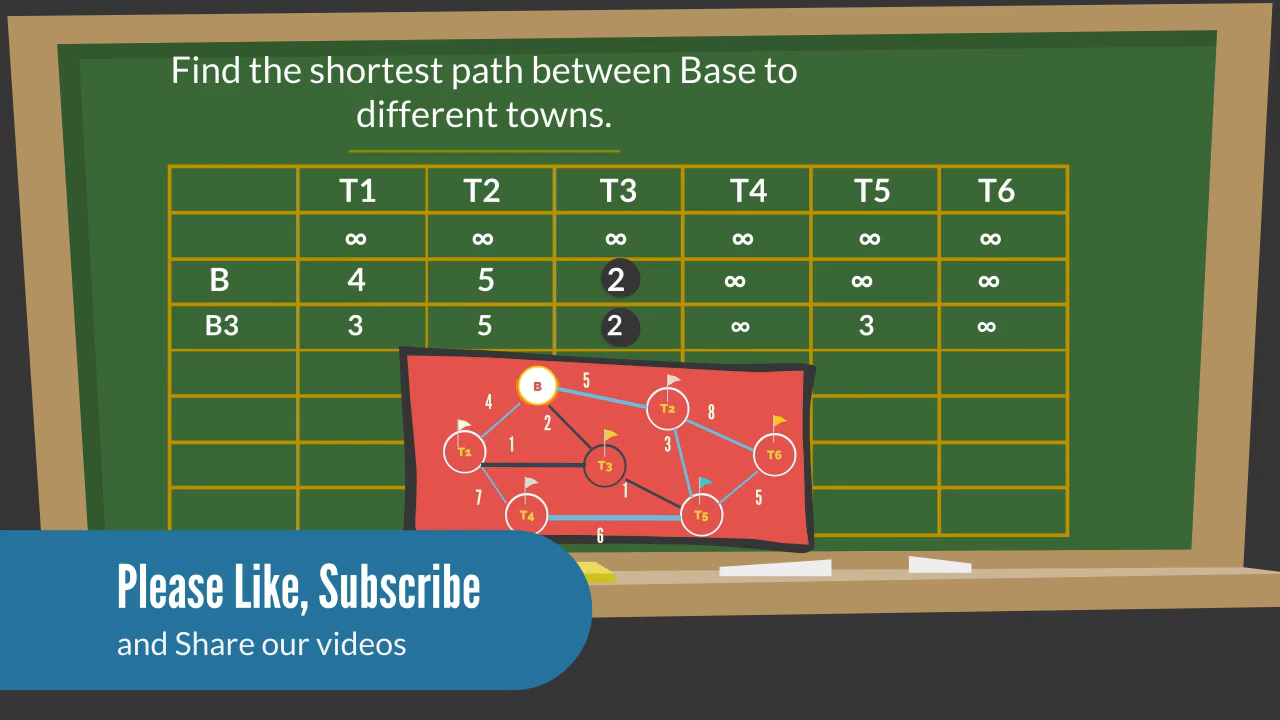 Find the shortest path between Base to
different towns.
T1 T2 T3 T4 T5 T6
∞ ∞ ∞ ∞ ∞ ∞
B 4 5 2 ∞ ∞ ∞
B3 3 5 2 ∞ 3 ∞
B 5 T2 8 T6
4 2 3
T1 1 T3
7 1 5
T4 6 T5
Please Like, Subscribe
and Share our videos